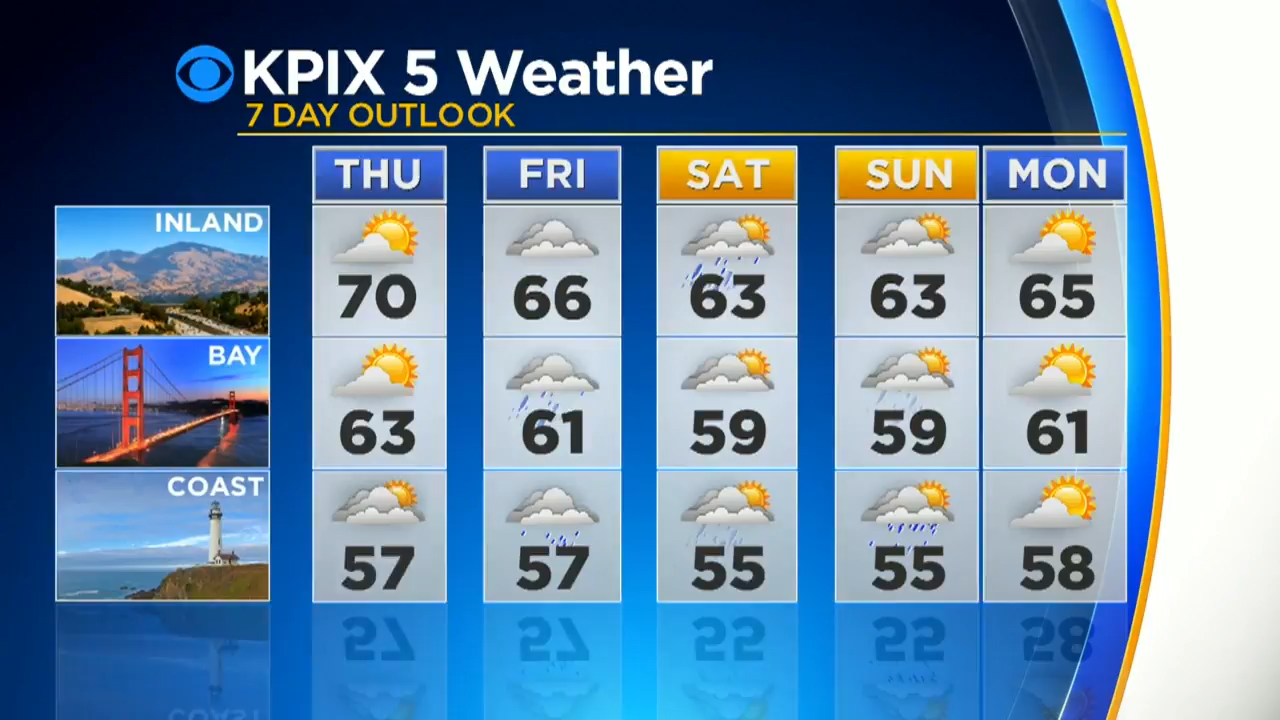 KPIX 5 Weather
7 DAY OUTLOOK
THU FRI SAT SUN MON
INLAND
70 66 63 63 65
BAY
63 61 59 59 61
COAST
57 57 55 55 58